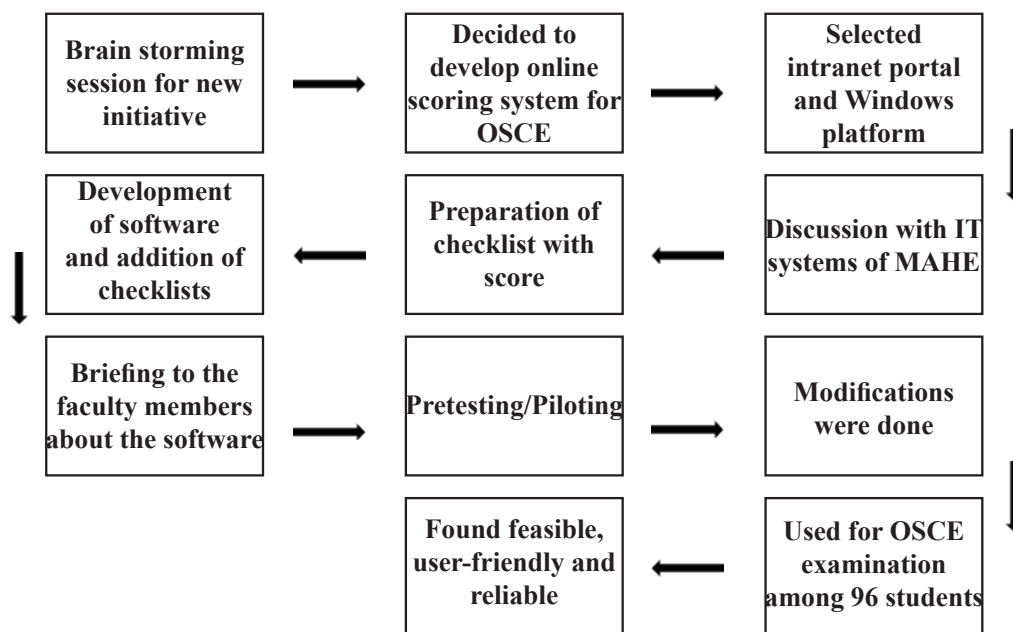 Brain storming
session for new
initiative
Decided to
develop online
scoring system for
OSCE
Selected
intranet portal
and Windows
platform
Discussion with IT
systems of MAHE
Preparation of
checklist with
score
Development
of software
and addition of
checklists
Briefing to the
faculty members
about the software
Pretesting/Piloting
Modifications
were done
Used for OSCE
examination
among 96 students
Found feasible,
user-friendly and
reliable